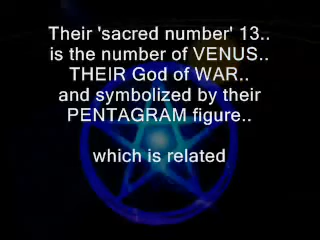 Their 'sacred number' 13..
is the number of VENUS..
THEIR God of WAR..
and symbolized by their
PENTAGRAM figure..
which is related